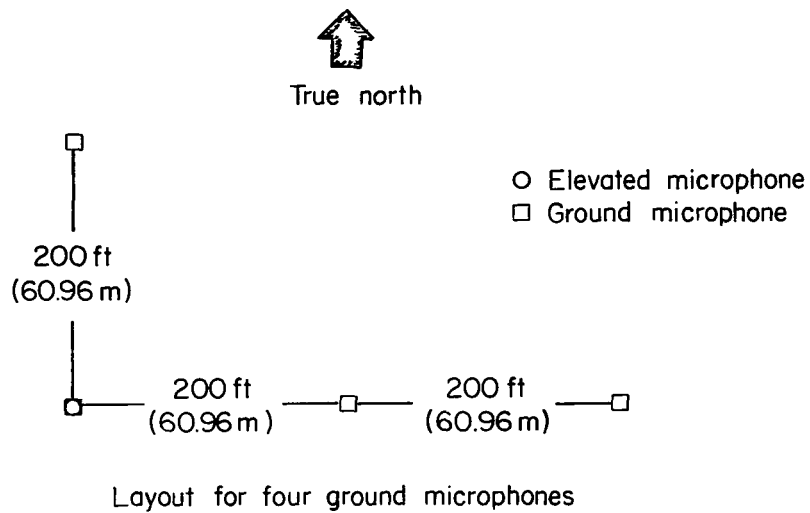 True north
○ Elevated microphone
□ Ground microphone
200 ft
(60.96 m)
200 ft
(60.96 m)
200 ft
(60.96 m)
Layout for four ground microphones